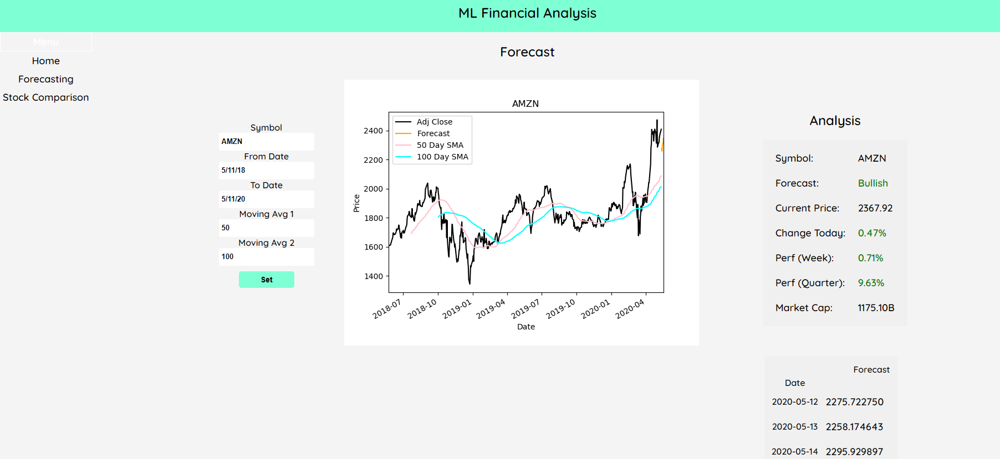 ML Financial Analysis
Menu
Home
Forecasting
Stock Comparison
Forecast
Symbol
AMZN
From Date
5/11/18
To Date
5/11/20
Moving Avg 1
50
Moving Avg 2
100
Set
AMZN
Adj Close
Forecast
50 Day SMA
100 Day SMA
Price
2400
2200
2000
1800
1600
1400
2018-07
2018-10
2019-01
2019-04
2019-07
2019-10
2020-01
2020-04
Date
Analysis
Symbol: AMZN
Forecast: Bullish
Current Price: 2367.92
Change Today: 0.47%
Perf (Week): 0.71%
Perf (Quarter): 9.63%
Market Cap: 1175.10B
Forecast
Date
2020-05-12 2275.722750
2020-05-13 2258.174643
2020-05-14 2295.929897